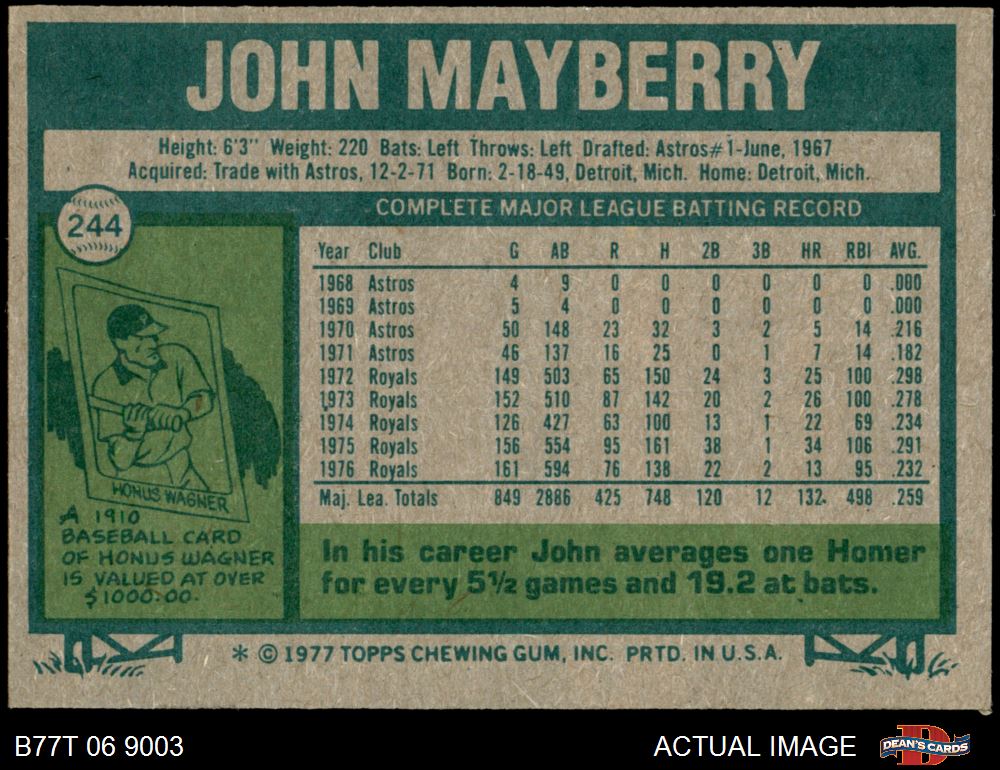 JOHN MAYBERRY
Height: 6'3" Weight: 220 Bats: Left Throws: Left Drafted: Astros#1-June, 1967
Acquired: Trade with Astros, 12-2-71 Born: 2-18-49, Detroit, Mich. Home: Detroit, Mich.
244
COMPLETE MAJOR LEAGUE BATTING RECORD
Year Club G AB R H 2B 3B HR RBI AVG.
1968 Astros 4 9 0 0 0 0 0 0 .000
1969 Astros 5 4 0 0 0 0 0 0 .000
1970 Astros 50 148 23 32 3 2 5 14 .216
1971 Astros 46 137 16 25 0 1 7 14 .182
1972 Royals 149 503 65 150 24 3 25 100 .298
1973 Royals 152 510 87 142 20 2 26 100 .278
1974 Royals 126 427 63 100 13 1 22 69 .234
1975 Royals 156 554 95 161 38 1 34 106 .291
1976 Royals 161 594 76 138 22 2 13 95 .232
Maj. Lea. Totals 849 2886 425 748 120 12 132 498 .259
HONUS WAGNER
A 1910
BASEBALL CARD
OF HONUS WAGNER
IS VALUED AT OVER
$1000.00.
In his career John averages one Homer
for every 5½ games and 19.2 at bats.
* © 1977 TOPPS CHEWING GUM, INC. PRTD. IN U.S.A.
B77T 06 9003
ACTUAL IMAGE
D
DEAN'S CARDS